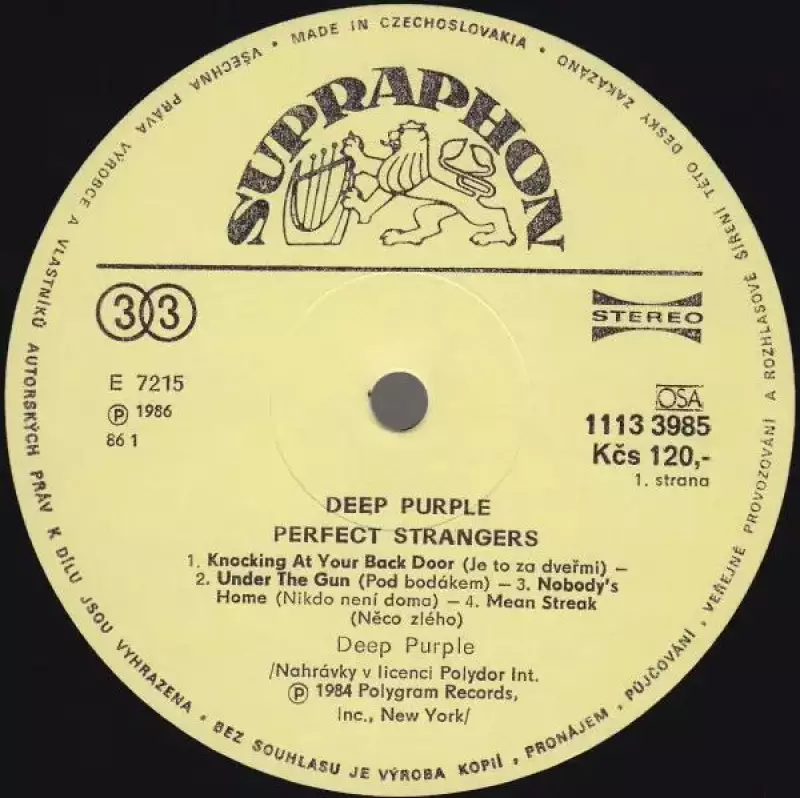 VŠECHNA PRÁVA VÝROBCE A VLASTNÍKŮ AUTORSKÝCH PRÁV K DÍLU JSOU VYHRAZENA • BEZ SOUHLASU JE VÝROBA KOPIÍ, PRONÁJEM, PŮJČOVÁNÍ, VEŘEJNÉ PROVOZOVÁNÍ A ROZHLASOVÉ ŠÍŘENÍ TÉTO DESKY ZAKÁZÁNO • MADE IN CZECHOSLOVAKIA •
SUPRAPHON
33
STEREO
E 7215
Ⓟ 1986
86 1
OSA
1113 3985
Kčs 120,-
1. strana
DEEP PURPLE
PERFECT STRANGERS
1. Knocking At Your Back Door (Je to za dveřmi) –
2. Under The Gun (Pod bodákem) – 3. Nobody's
Home (Nikdo není doma) – 4. Mean Streak
(Něco zlého)
Deep Purple
/Nahrávky v licenci Polydor Int.
Ⓟ 1984 Polygram Records,
Inc., New York/